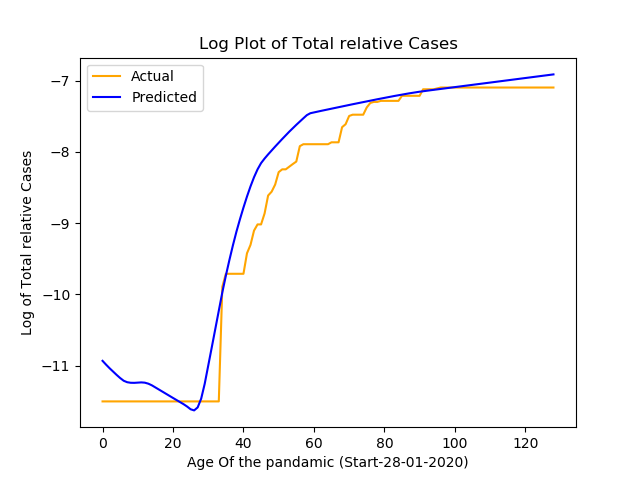 Log Plot of Total relative Cases
Actual
Predicted
−7
−8
−9
−10
−11
Log of Total relative Cases
0 20 40 60 80 100 120
Age Of the pandamic (Start-28-01-2020)